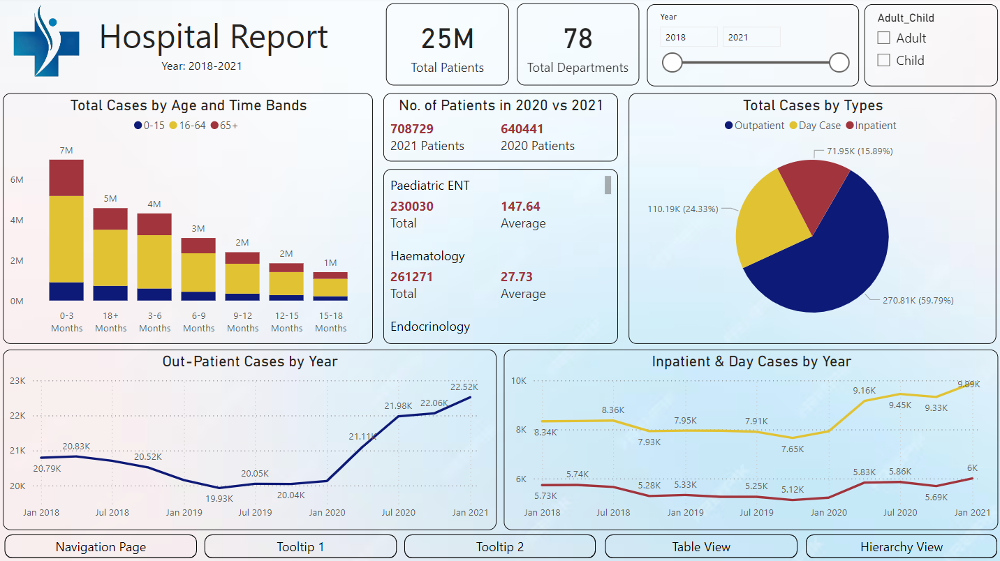 Hospital Report
Year: 2018-2021
25M
Total Patients
78
Total Departments
Year
2018 2021
Adult_Child
Adult
Child
Total Cases by Age and Time Bands
0-15 16-64 65+
7M
5M
4M
3M
2M
2M
1M
6M
4M
2M
0M
0-3 Months
18+ Months
3-6 Months
6-9 Months
9-12 Months
12-15 Months
15-18 Months
No. of Patients in 2020 vs 2021
708729 640441
2021 Patients 2020 Patients
Paediatric ENT
230030 147.64
Total Average
Haematology
261271 27.73
Total Average
Endocrinology
Total Cases by Types
Outpatient Day Case Inpatient
71.95K (15.89%)
110.19K (24.33%)
270.81K (59.79%)
Out-Patient Cases by Year
23K
22K
21K
20K
20.79K
20.83K
20.52K
19.93K
20.05K
20.04K
21.11K
21.98K
22.06K
22.52K
Jan 2018 Jul 2018 Jan 2019 Jul 2019 Jan 2020 Jul 2020 Jan 2021
Inpatient & Day Cases by Year
10K
8K
6K
8.34K
8.36K
7.93K
7.95K
7.91K
7.65K
9.16K
9.45K
9.33K
9.89K
5.73K
5.74K
5.28K
5.33K
5.25K
5.12K
5.83K
5.86K
5.69K
6K
Jan 2018 Jul 2018 Jan 2019 Jul 2019 Jan 2020 Jul 2020 Jan 2021
Navigation Page
Tooltip 1
Tooltip 2
Table View
Hierarchy View